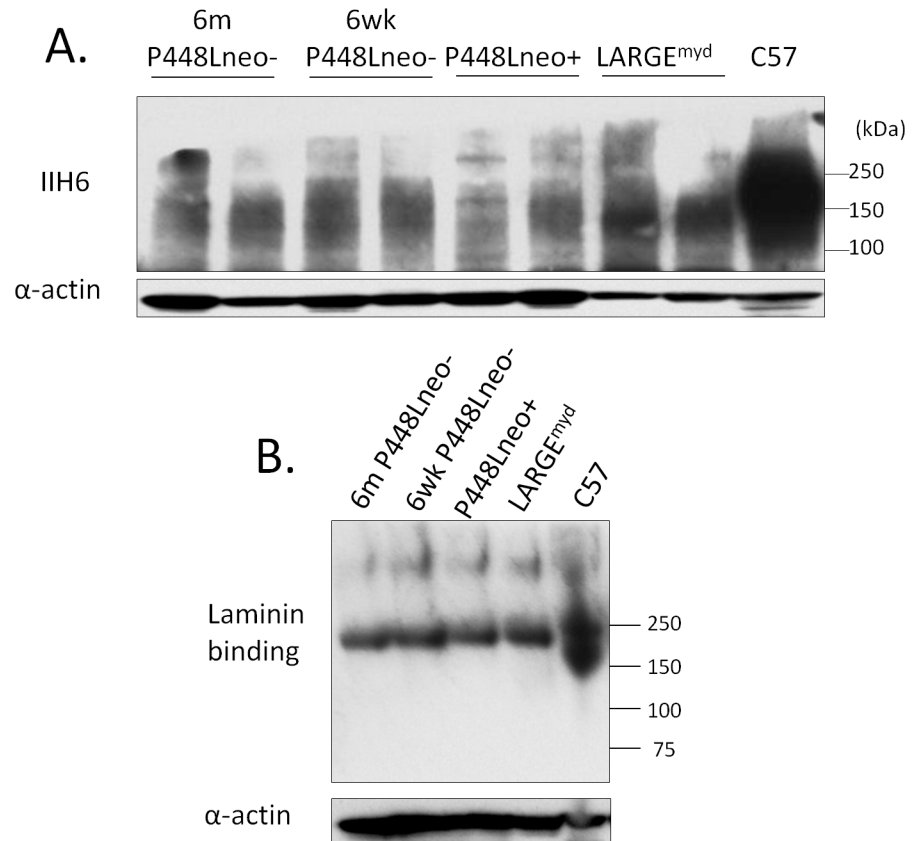 A.
6m
P448Lneo-
6wk
P448Lneo-
P448Lneo+
LARGEᵐʸᵈ
C57
(kDa)
IIH6
250
150
100
α-actin
B.
6m P448Lneo-
6wk P448Lneo-
P448Lneo+
LARGEᵐʸᵈ
C57
Laminin
binding
250
150
100
75
α-actin